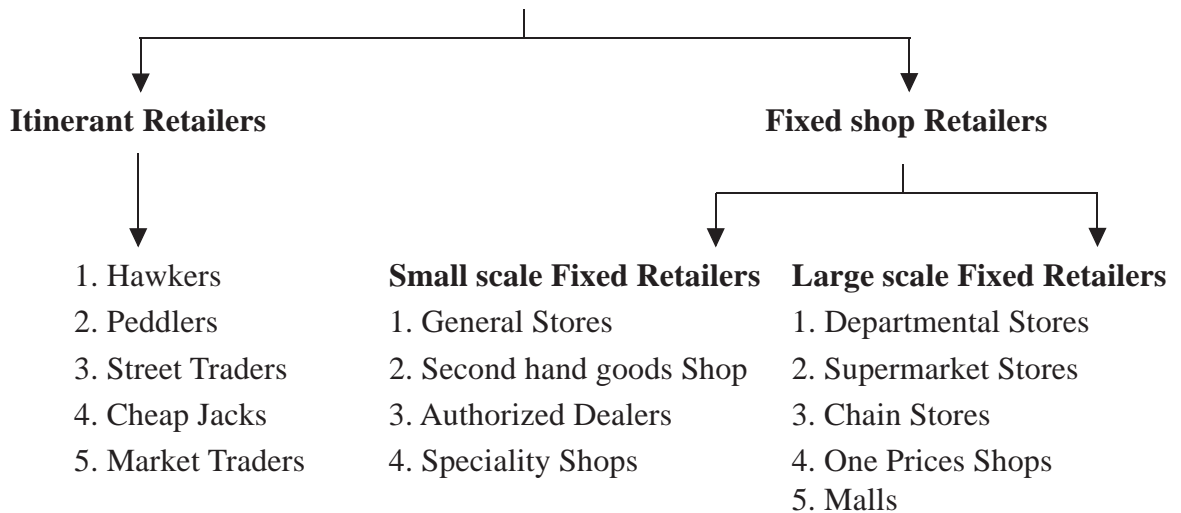 Itinerant Retailers
Fixed shop Retailers
1. Hawkers
2. Peddlers
3. Street Traders
4. Cheap Jacks
5. Market Traders
Small scale Fixed Retailers
1. General Stores
2. Second hand goods Shop
3. Authorized Dealers
4. Speciality Shops
Large scale Fixed Retailers
1. Departmental Stores
2. Supermarket Stores
3. Chain Stores
4. One Prices Shops
5. Malls